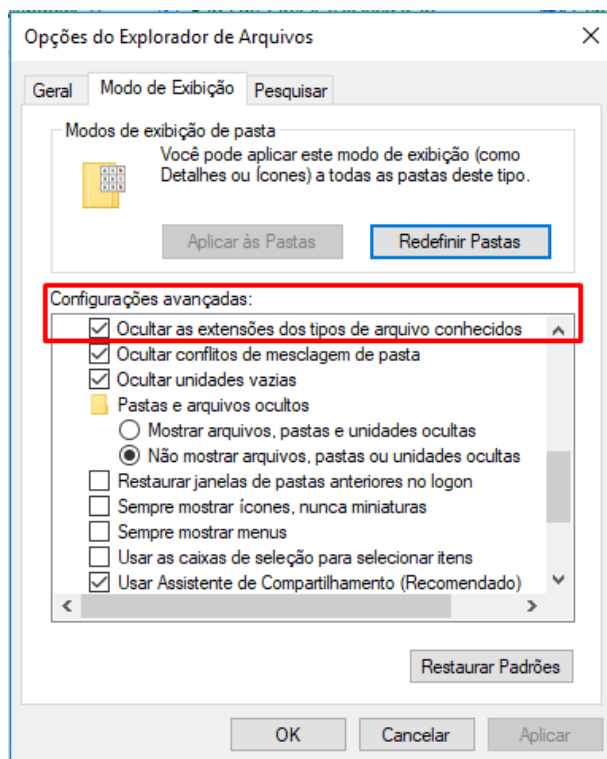 Opções do Explorador de Arquivos
Geral Modo de Exibição Pesquisar
Modos de exibição de pasta
Você pode aplicar este modo de exibição (como
Detalhes ou Ícones) a todas as pastas deste tipo.
Aplicar às Pastas Redefinir Pastas
Configurações avançadas:
Ocultar as extensões dos tipos de arquivo conhecidos
Ocultar conflitos de mesclagem de pasta
Ocultar unidades vazias
Pastas e arquivos ocultos
Mostrar arquivos, pastas e unidades ocultas
Não mostrar arquivos, pastas ou unidades ocultas
Restaurar janelas de pastas anteriores no logon
Sempre mostrar ícones, nunca miniaturas
Sempre mostrar menus
Usar as caixas de seleção para selecionar itens
Usar Assistente de Compartilhamento (Recomendado)
Restaurar Padrões
OK Cancelar Aplicar